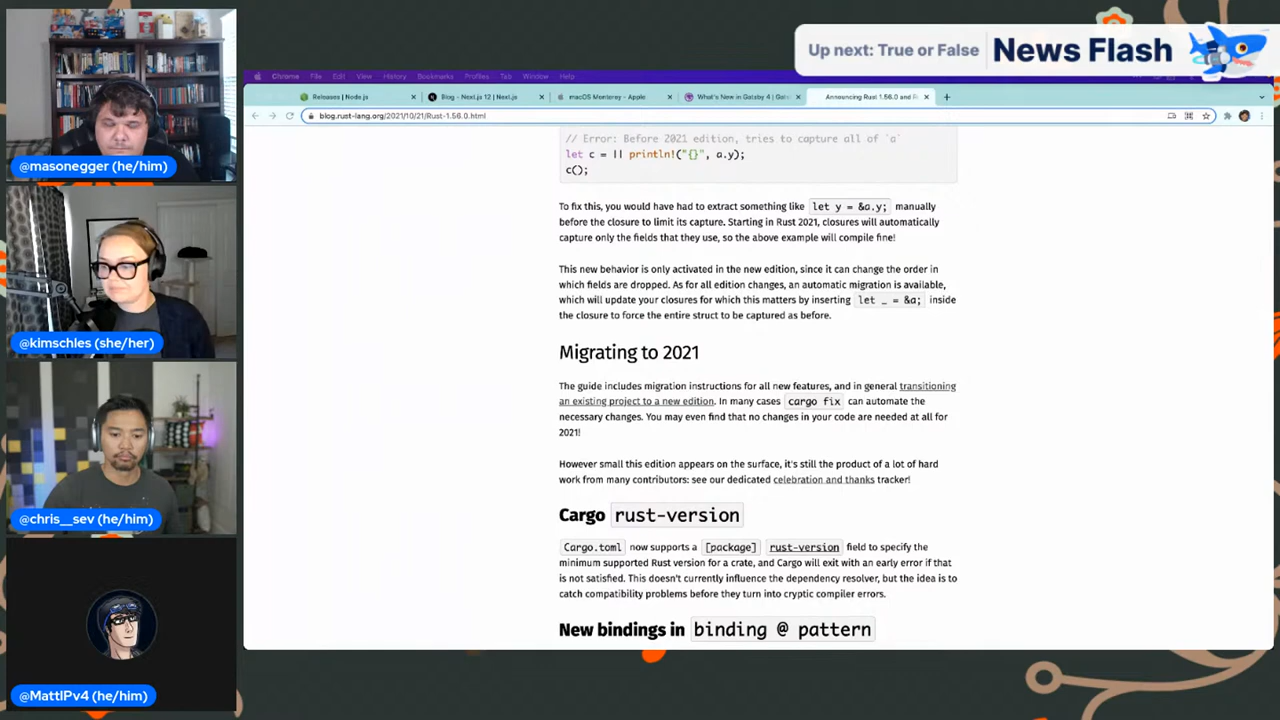 Up next: True or False
News Flash
Chrome File Edit View History Bookmarks Profiles Tab Window Help
Releases | Node.js
Blog - Next.js 12 | Next.js
macOS Monterey - Apple
What's New in Gatsby 4 | Gats
Announcing Rust 1.56.0 and R
blog.rust-lang.org/2021/10/21/Rust-1.56.0.html
// Error: Before 2021 edition, tries to capture all of `a`
let c = || println!("{}", a.y);
c();
To fix this, you would have had to extract something like let y = &a.y; manually
before the closure to limit its capture. Starting in Rust 2021, closures will automatically
capture only the fields that they use, so the above example will compile fine!
This new behavior is only activated in the new edition, since it can change the order in
which fields are dropped. As for all edition changes, an automatic migration is available,
which will update your closures for which this matters by inserting let _ = &a; inside
the closure to force the entire struct to be captured as before.
Migrating to 2021
The guide includes migration instructions for all new features, and in general transitioning
an existing project to a new edition. In many cases cargo fix can automate the
necessary changes. You may even find that no changes in your code are needed at all for
2021!
However small this edition appears on the surface, it's still the product of a lot of hard
work from many contributors: see our dedicated celebration and thanks tracker!
Cargo rust-version
Cargo.toml now supports a [package] rust-version field to specify the
minimum supported Rust version for a crate, and Cargo will exit with an early error if that
is not satisfied. This doesn't currently influence the dependency resolver, but the idea is to
catch compatibility problems before they turn into cryptic compiler errors.
New bindings in binding @ pattern
@masonegger (he/him)
@kimschles (she/her)
@chris__sev (he/him)
@MattIPv4 (he/him)